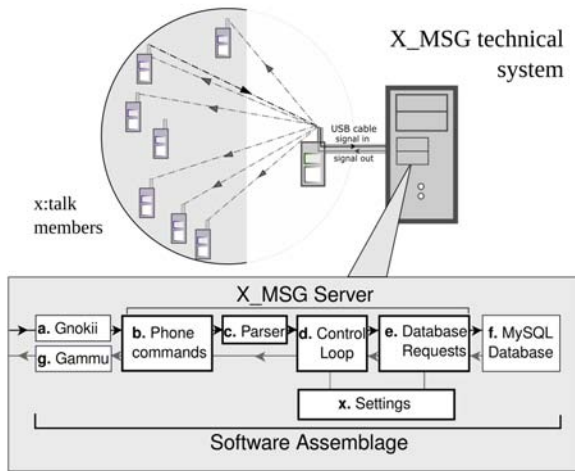 X_MSG technical
system
USB cable
signal in
signal out
x:talk
members
X_MSG Server
a. Gnokii
b. Phone
commands
c. Parser
d. Control
Loop
e. Database
Requests
f. MySQL
Database
g. Gammu
x. Settings
Software Assemblage